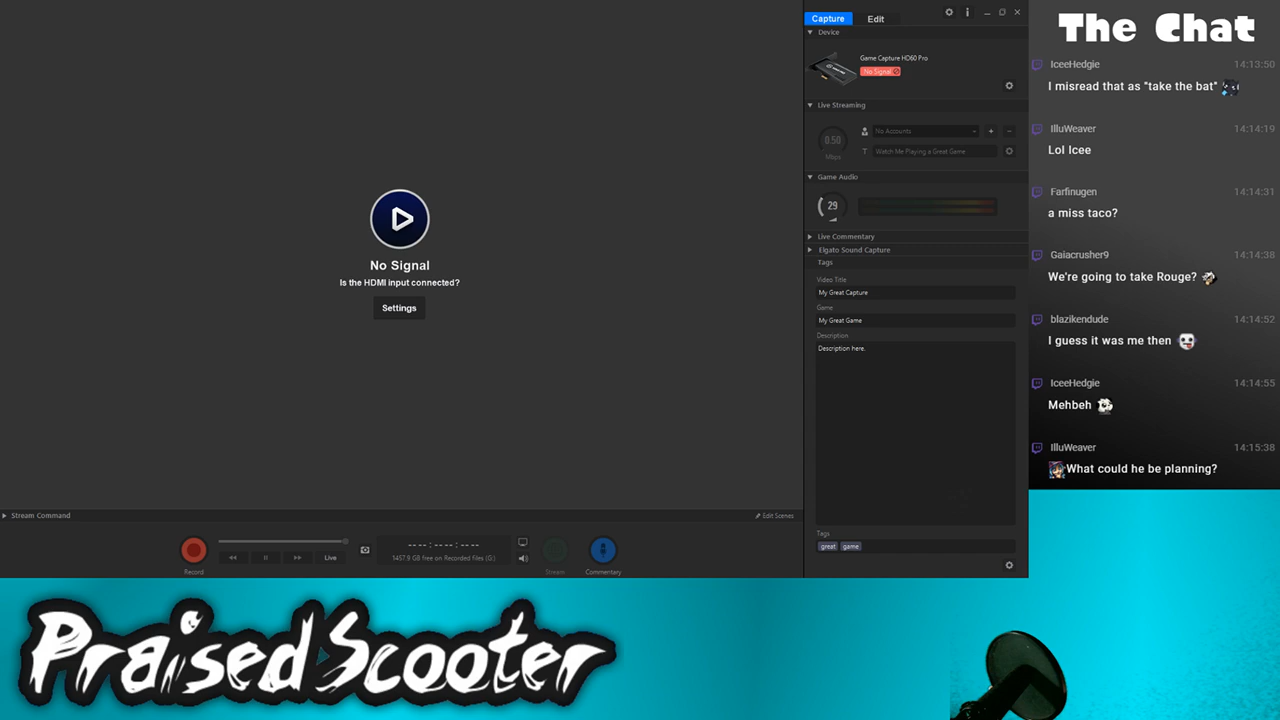 Capture
Edit
Device
Game Capture HD60 Pro
No Signal
Live Streaming
0.50
Mbps
No Accounts
Watch Me Playing a Great Game
Game Audio
29
Live Commentary
Elgato Sound Capture
Tags
Video Title
My Great Capture
Game
My Great Game
Description
Description here.
Tags
great
game
No Signal
Is the HDMI input connected?
Settings
Stream Command
Edit Scenes
Record
Live
-- -- : -- -- : -- --
1457.9 GB free on Recorded files (G:)
Stream
Commentary
The Chat
IceeHedgie 14:13:50
I misread that as "take the bat"
IlluWeaver 14:14:19
Lol Icee
Farfinugen 14:14:31
a miss taco?
Gaiacrusher9 14:14:38
We're going to take Rouge?
blazikendude 14:14:52
I guess it was me then
IceeHedgie 14:14:55
Mehbeh
IlluWeaver 14:15:38
What could he be planning?
PraisedScooter